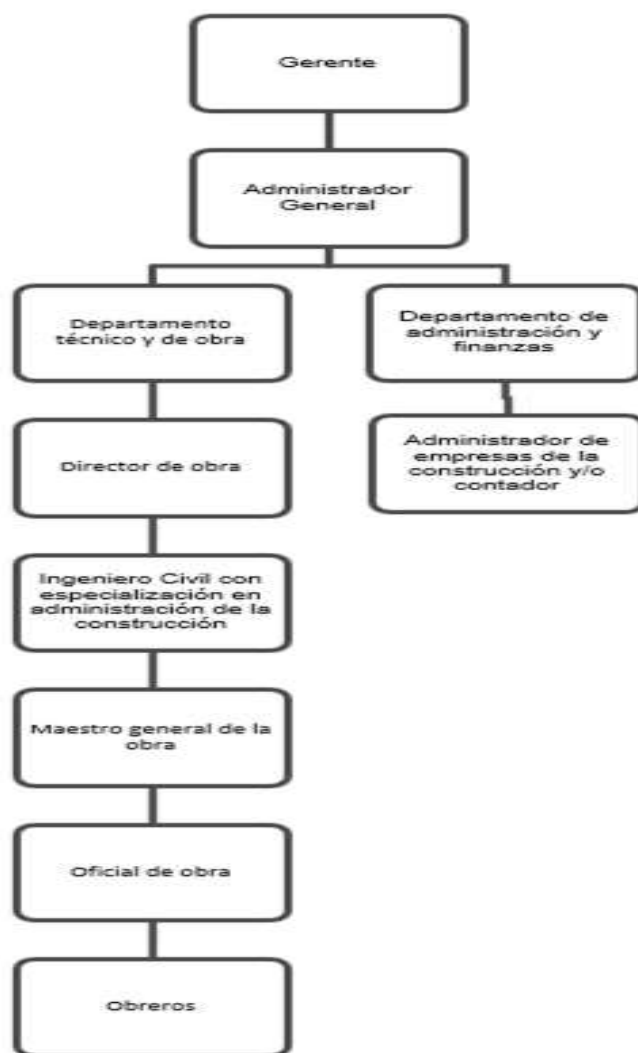 Gerente
Administrador
General
Departamento
técnico y de obra
Departamento de
administración y
finanzas
Director de obra
Administrador de
empresas de la
construcción y/o
contador
Ingeniero Civil con
especialización en
administración de la
construcción
Maestro general de la
obra
Oficial de obra
Obreros